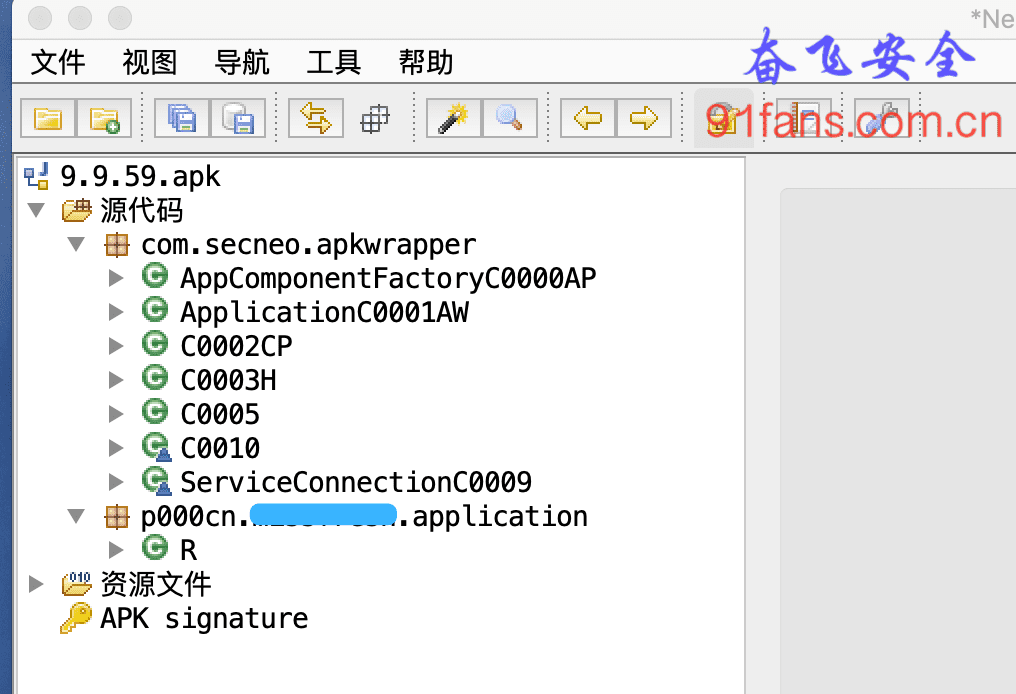 *Ne
奋飞安全
文件 视图 导航 工具 帮助
91fans.com.cn
9.9.59.apk
源代码
com.secneo.apkwrapper
AppComponentFactoryC0000AP
ApplicationC0001AW
C0002CP
C0003H
C0005
C0010
ServiceConnectionC0009
p000cn. .application
R
资源文件
APK signature